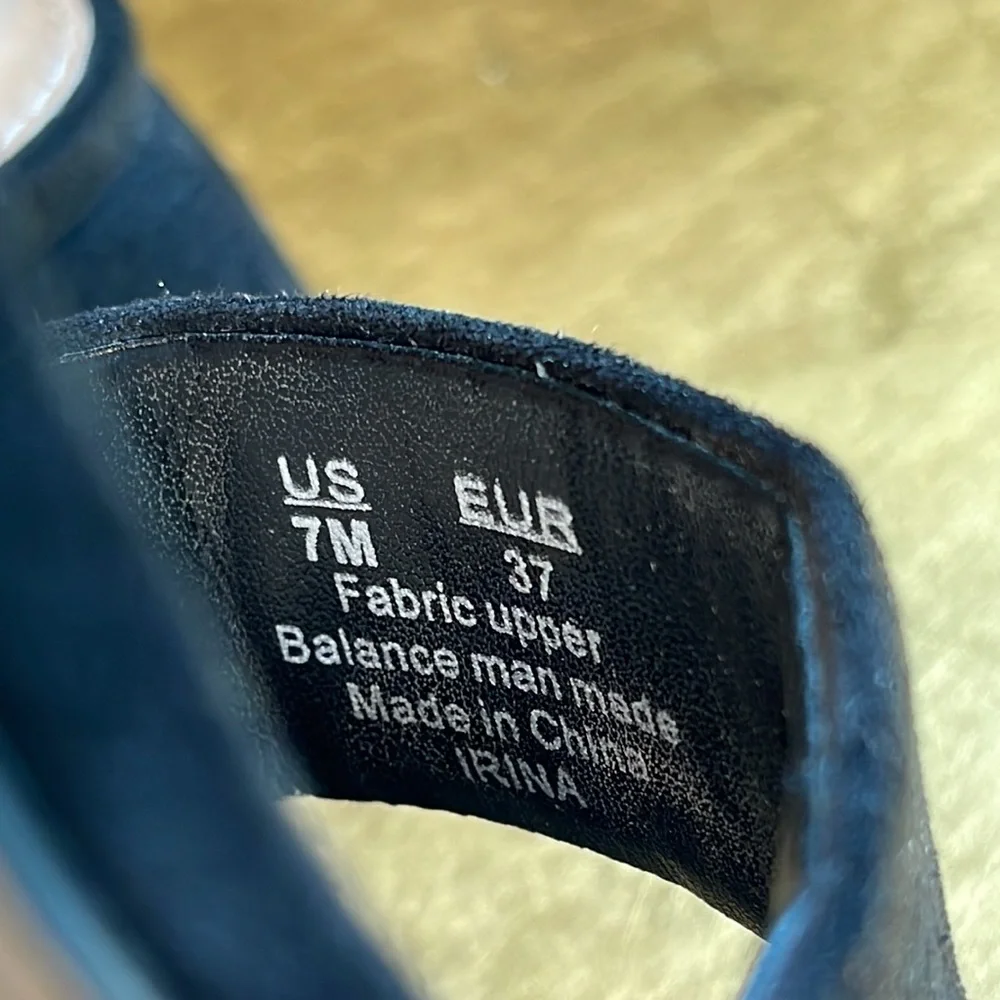 US EUR
7M 37
Fabric upper
Balance man made
Made in China
IRINA